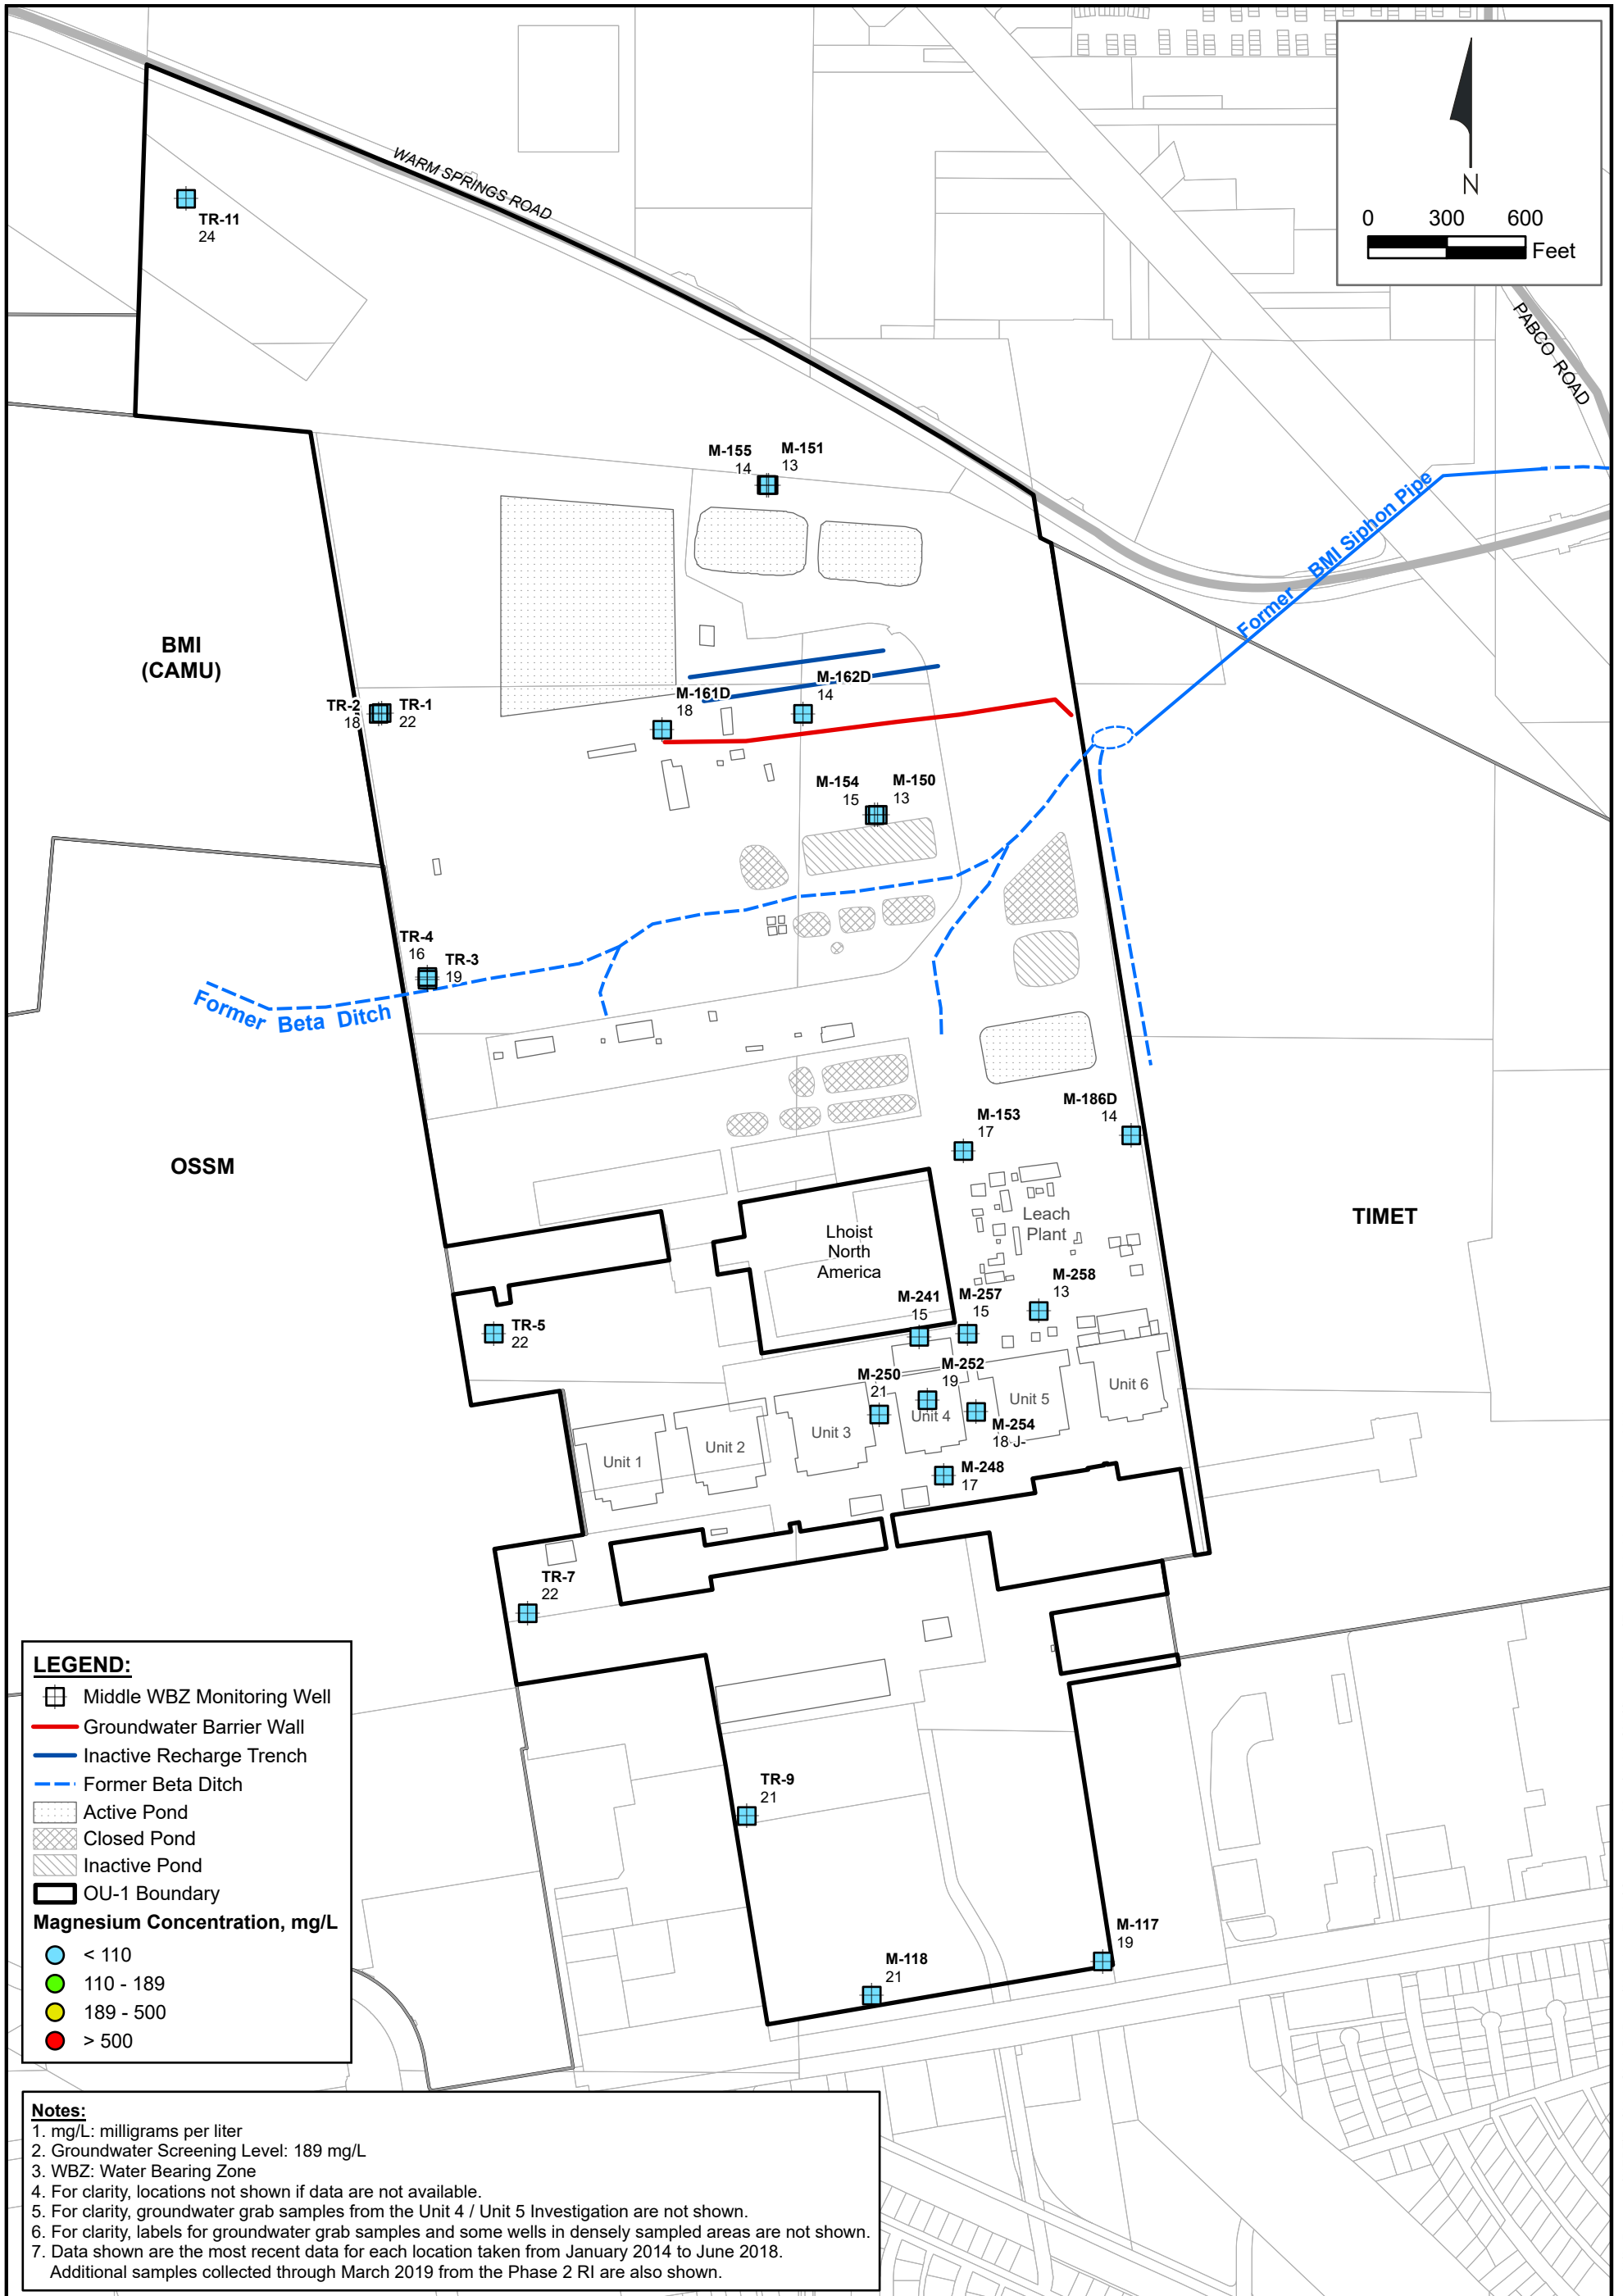 WARM SPRINGS ROAD
N
0 300 600
Feet
PABCO ROAD
TR-11
24
M-155
14
M-151
13
Former BMI Siphon Pipe
BMI
(CAMU)
TR-2
18
TR-1
22
M-161D
18
M-162D
14
M-154
15
M-150
13
TR-4
16
TR-3
19
Former Beta Ditch
OSSM
M-153
17
M-186D
14
TIMET
Leach
Plant
Lhoist
North
America
M-241
15
M-257
15
M-258
13
TR-5
22
M-250
21
M-252
19
M-254
18 J-
Unit 1
Unit 2
Unit 3
Unit 4
Unit 5
Unit 6
M-248
17
TR-7
22
TR-9
21
M-118
21
M-117
19
LEGEND:
Middle WBZ Monitoring Well
Groundwater Barrier Wall
Inactive Recharge Trench
Former Beta Ditch
Active Pond
Closed Pond
Inactive Pond
OU-1 Boundary
Magnesium Concentration, mg/L
< 110
110 - 189
189 - 500
> 500
Notes:
1. mg/L: milligrams per liter
2. Groundwater Screening Level: 189 mg/L
3. WBZ: Water Bearing Zone
4. For clarity, locations not shown if data are not available.
5. For clarity, groundwater grab samples from the Unit 4 / Unit 5 Investigation are not shown.
6. For clarity, labels for groundwater grab samples and some wells in densely sampled areas are not shown.
7. Data shown are the most recent data for each location taken from January 2014 to June 2018.
Additional samples collected through March 2019 from the Phase 2 RI are also shown.